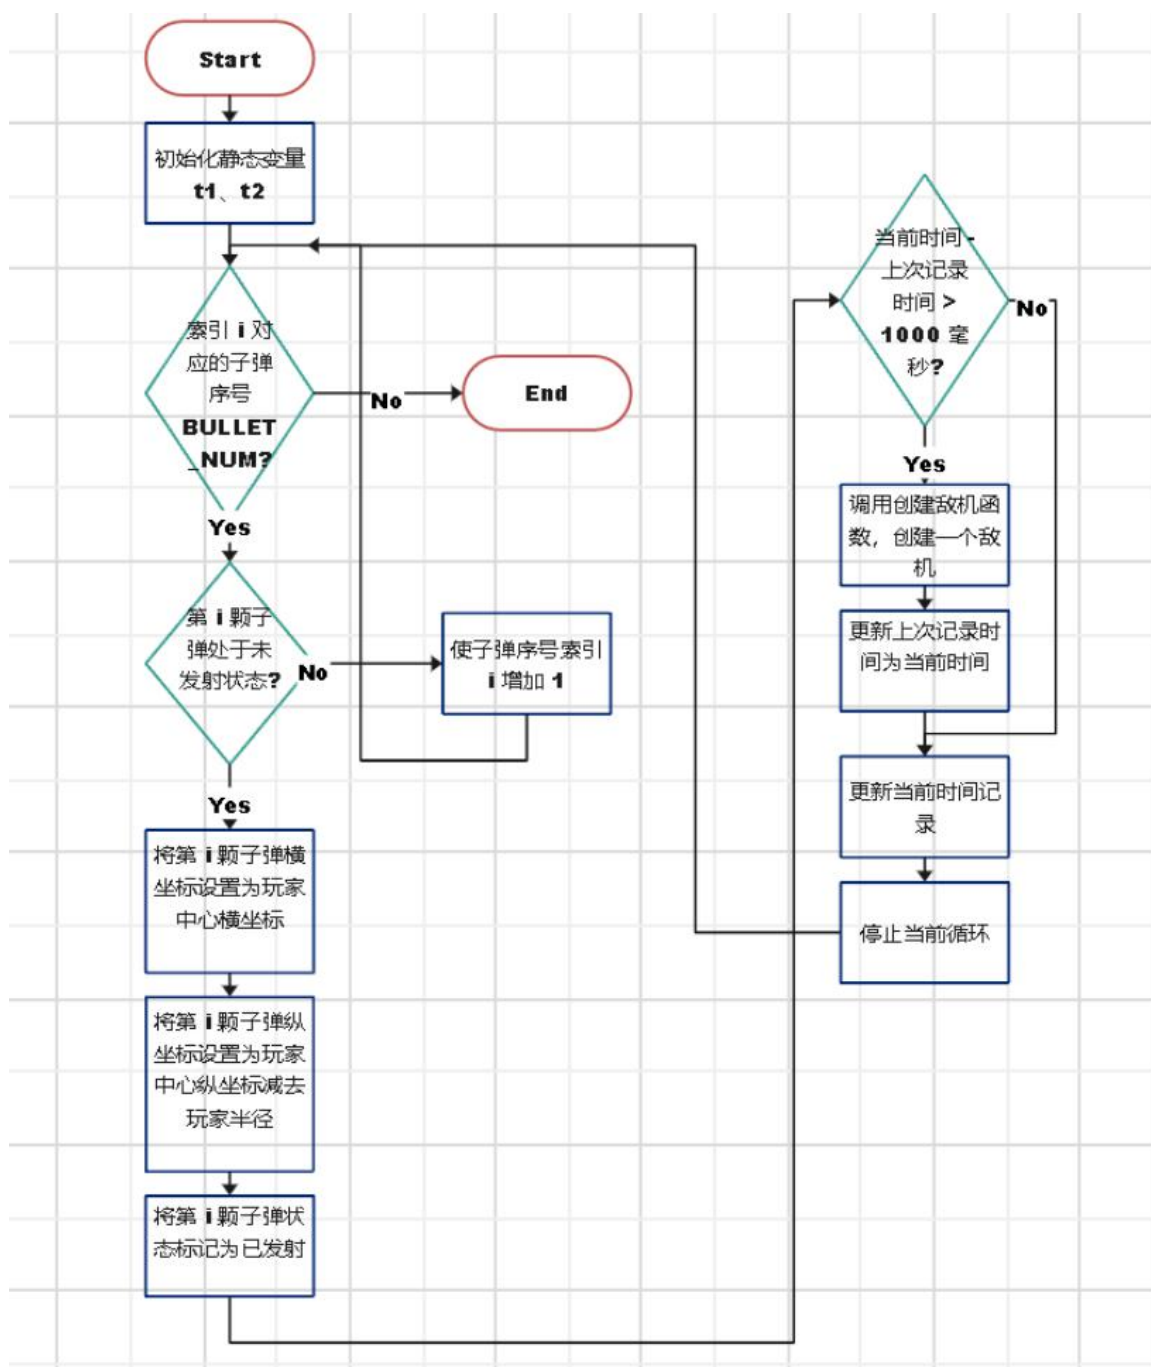 Start
初始化静态变量
t1、t2
索引 i 对
应的子弹
序号
BULLET
_NUM?
No
End
Yes
第 i 颗子
弹处于未
发射状态?
No
使子弹序号索引
i 增加 1
Yes
将第 i 颗子弹横
坐标设置为玩家
中心横坐标
将第 i 颗子弹纵
坐标设置为玩家
中心纵坐标减去
玩家半径
将第 i 颗子弹状
态标记为已发射
当前时间 -
上次记录
时间 >
1000 毫
秒?
No
Yes
调用创建敌机函
数，创建一个敌
机
更新上次记录时
间为当前时间
更新当前时间记
录
停止当前循环